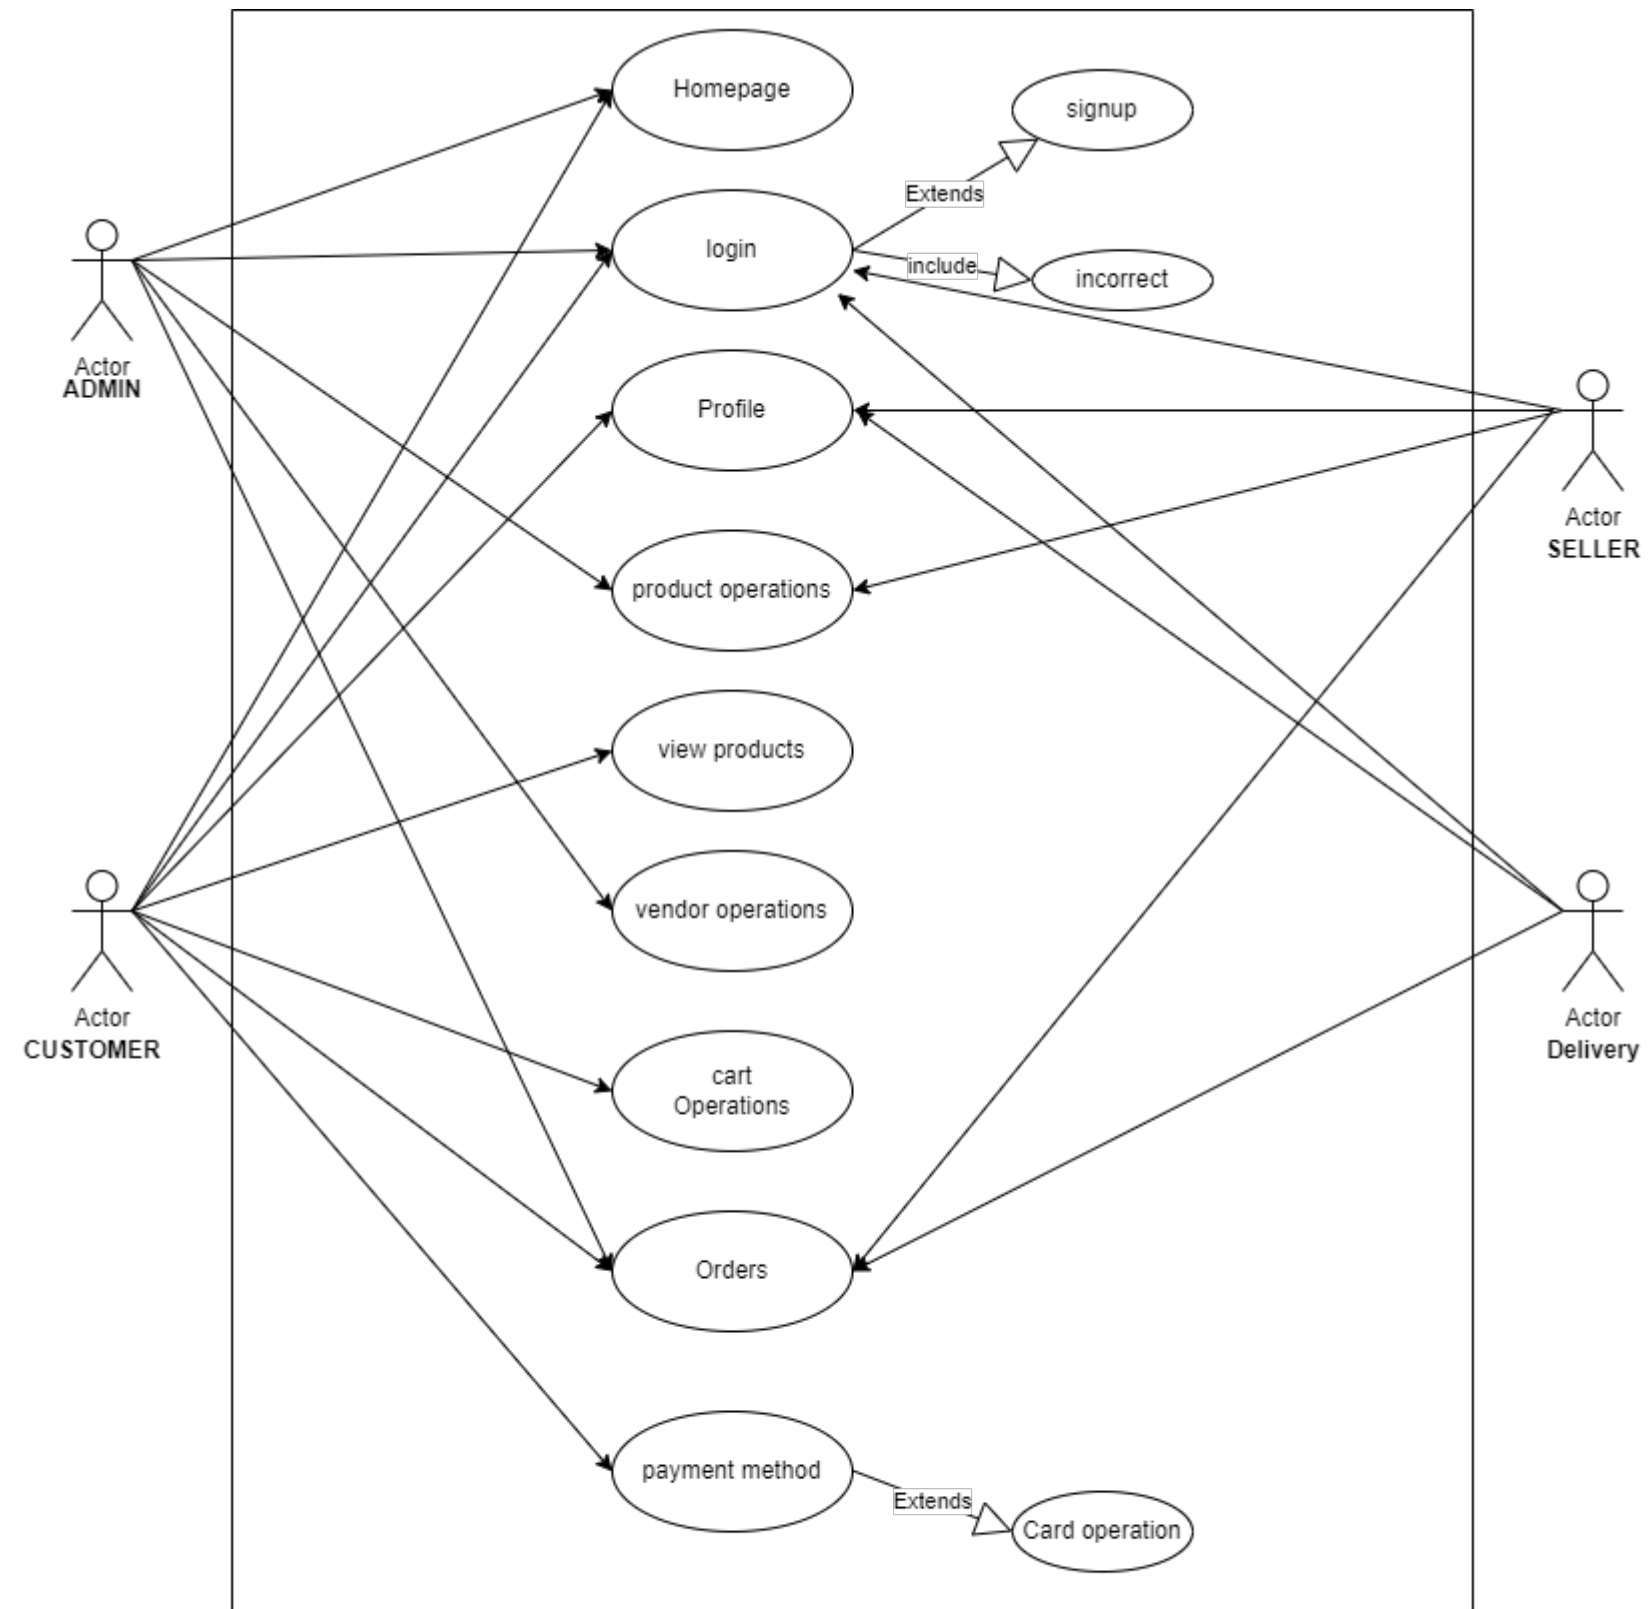 Homepage
signup
Extends
login
include
incorrect
Actor
ADMIN
Profile
Actor
SELLER
product operations
view products
vendor operations
Actor
CUSTOMER
Actor
Delivery
cart
Operations
Orders
payment method
Extends
Card operation